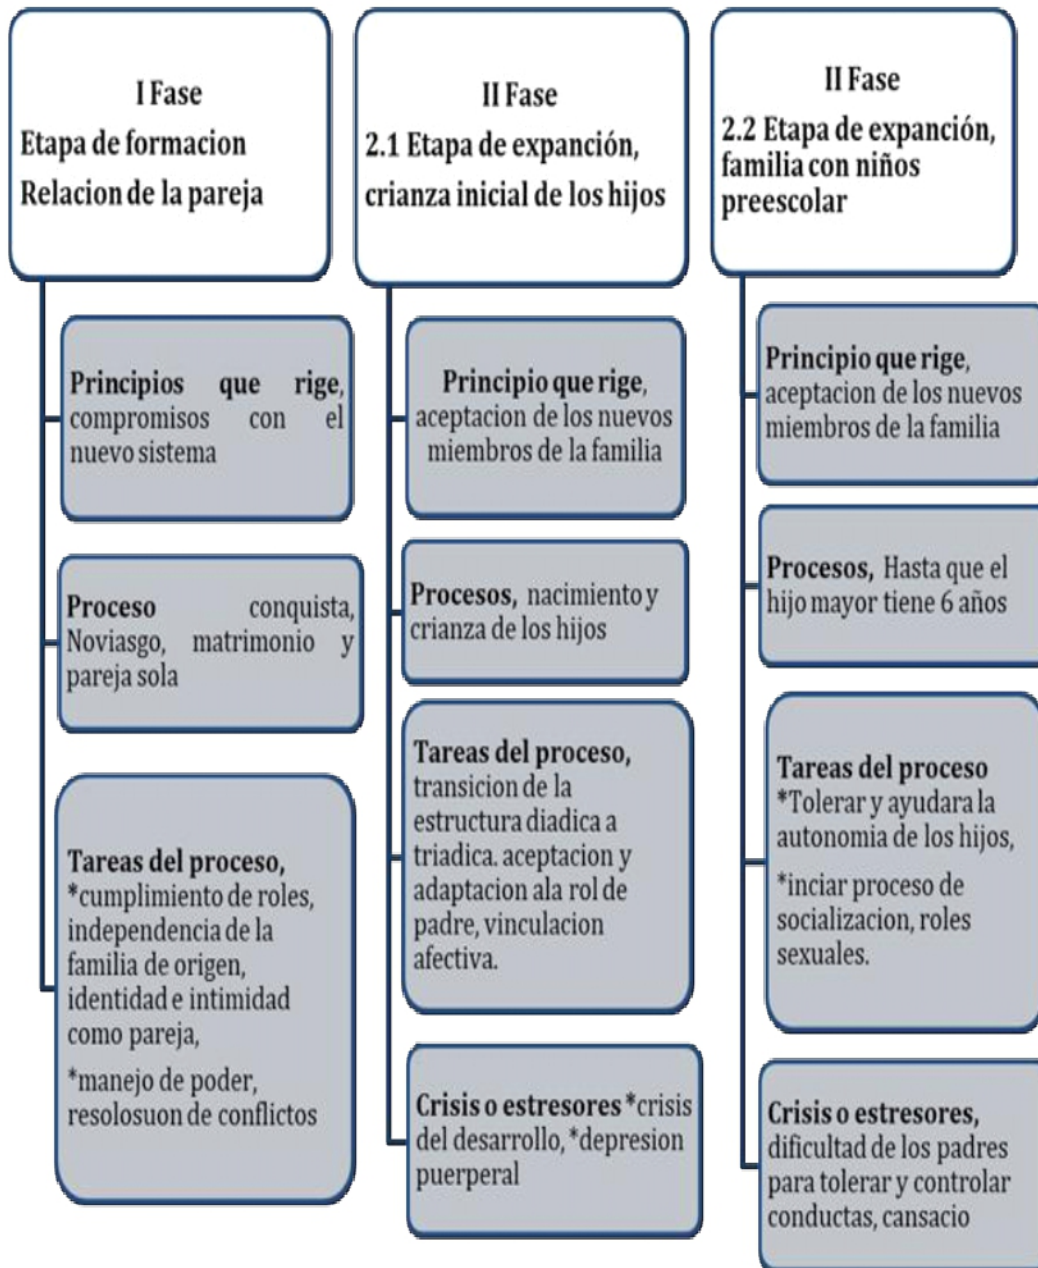 I Fase
Etapa de formacion
Relacion de la pareja
Principios que rige,
compromisos con el
nuevo sistema
Proceso conquista,
Noviasgo, matrimonio y
pareja sola
Tareas del proceso,
*cumplimiento de roles,
independencia de la
familia de origen,
identidad e intimidad
como pareja,
*manejo de poder,
resolosuon de conflictos
II Fase
2.1 Etapa de expanción,
crianza inicial de los hijos
Principio que rige,
aceptacion de los nuevos
miembros de la familia
Procesos, nacimiento y
crianza de los hijos
Tareas del proceso,
transicion de la
estructura diadica a
triadica. aceptacion y
adaptacion ala rol de
padre, vinculacion
afectiva.
Crisis o estresores *crisis
del desarrollo, *depresion
puerperal
II Fase
2.2 Etapa de expanción,
familia con niños
preescolar
Principio que rige,
aceptacion de los nuevos
miembros de la familia
Procesos, Hasta que el
hijo mayor tiene 6 años
Tareas del proceso
*Tolerar y ayudara la
autonomia de los hijos,
*inciar proceso de
socializacion, roles
sexuales.
Crisis o estresores,
dificultad de los padres
para tolerar y controlar
conductas, cansacio